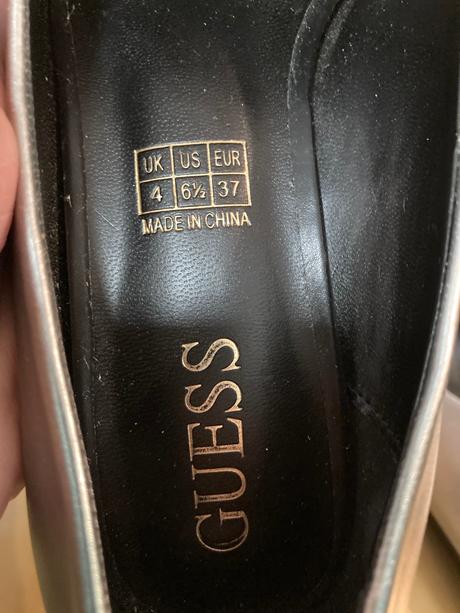 UK US EUR
4 6½ 37
MADE IN CHINA
GUESS